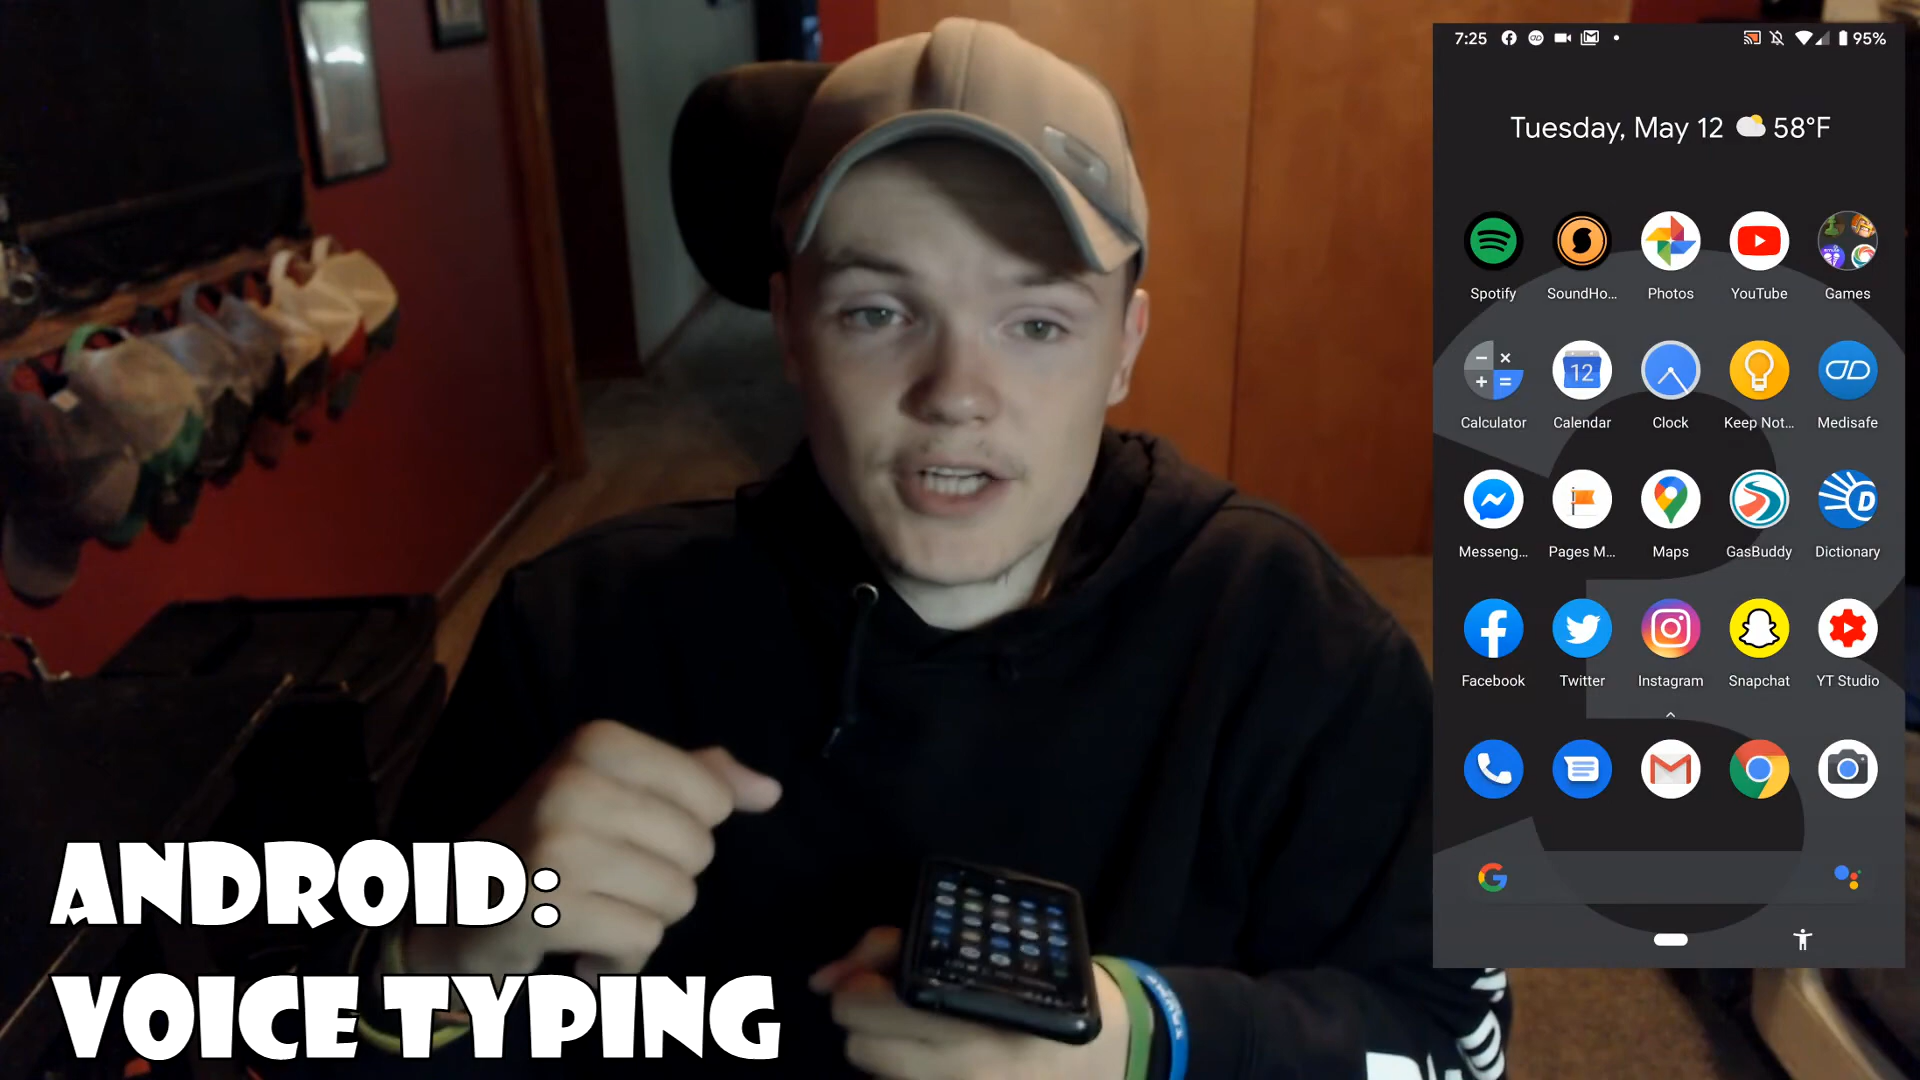 7:25
95%
Tuesday, May 12 58°F
Spotify
SoundHo...
Photos
YouTube
Games
Calculator
12
Calendar
Clock
Keep Not...
Medisafe
Messeng...
Pages M...
Maps
GasBuddy
D
Dictionary
Facebook
Twitter
Instagram
Snapchat
YT Studio
G
ANDROID:
VOICE TYPING